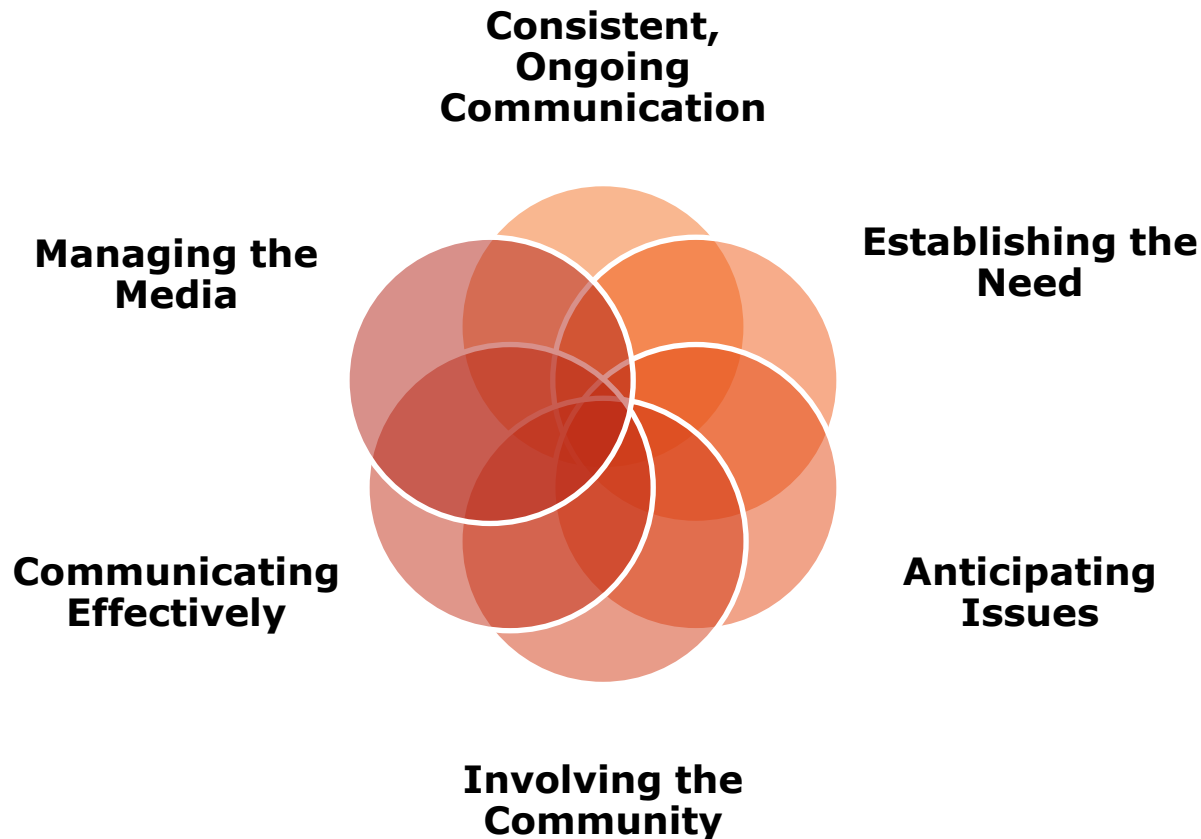 Consistent,
Ongoing
Communication
Managing the
Media
Establishing the
Need
Communicating
Effectively
Anticipating
Issues
Involving the
Community